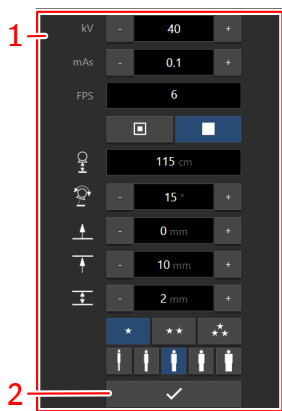 1
kV - 40 +
mAs - 0.1 +
FPS 6
115 cm
- 15 ° +
- 0 mm +
- 10 mm +
- 2 mm +
2